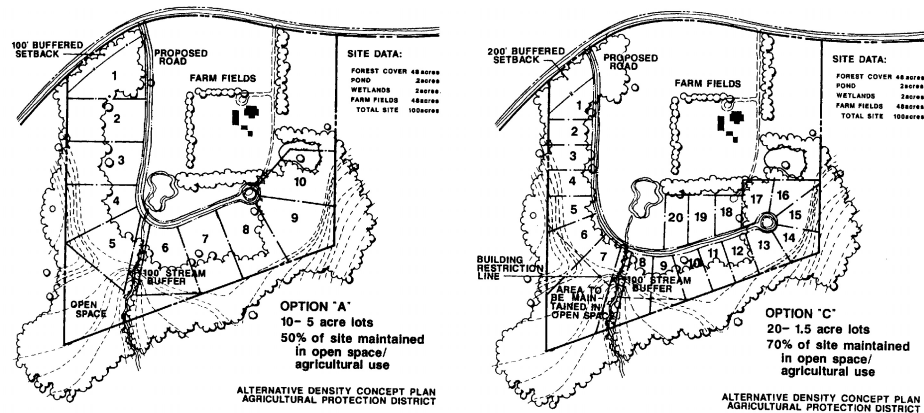 100' BUFFERED
SETBACK
PROPOSED
ROAD
FARM FIELDS
SITE DATA:
FOREST COVER 48 acres
POND 2 acres
WETLANDS 2 acres
FARM FIELDS 48 acres
TOTAL SITE 100 acres
1
2
3
4
5
6
7
8
9
10
100' STREAM
BUFFER
OPEN
SPACE
OPTION "A"
10- 5 acre lots
50% of site maintained
in open space/
agricultural use
ALTERNATIVE DENSITY CONCEPT PLAN
AGRICULTURAL PROTECTION DISTRICT
200' BUFFERED
SETBACK
PROPOSED
ROAD
FARM FIELDS
SITE DATA:
FOREST COVER 48 acres
POND 2 acres
WETLANDS 2 acres
FARM FIELDS 48 acres
TOTAL SITE 100 acres
1
2
3
4
5
6
7
8
9
10
11
12
13
14
15
16
17
18
19
20
BUILDING
RESTRICTION
LINE
100' STREAM
BUFFER
AREA TO
BE MAIN-
TAINED IN
OPEN SPACE
OPTION "C"
20- 1.5 acre lots
70% of site maintained
in open space/
agricultural use
ALTERNATIVE DENSITY CONCEPT PLAN
AGRICULTURAL PROTECTION DISTRICT